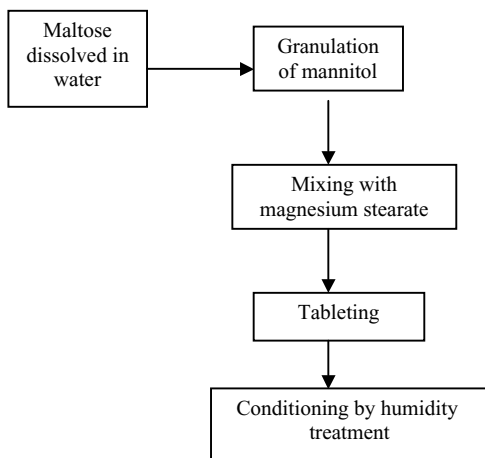 Maltose
dissolved in
water
Granulation
of mannitol
Mixing with
magnesium stearate
Tableting
Conditioning by humidity
treatment